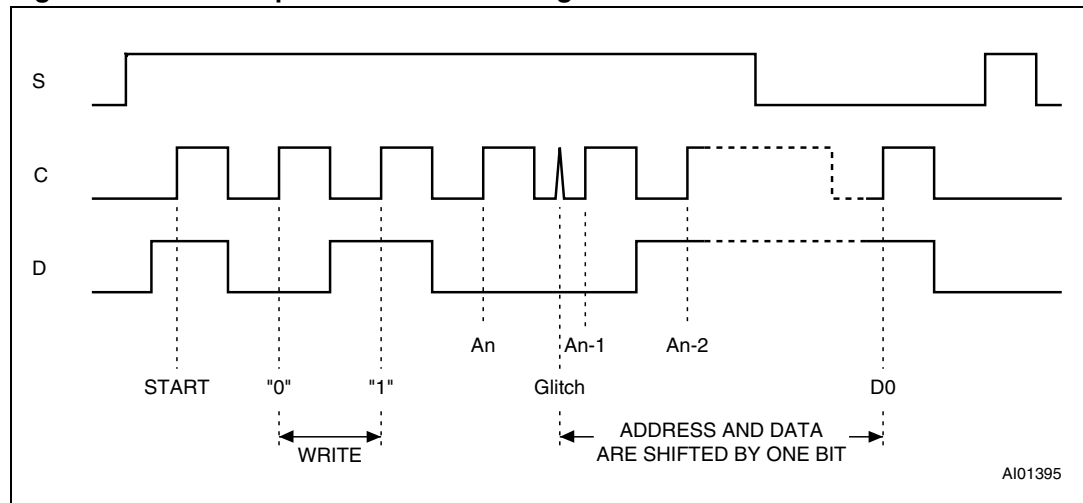 S
C
D
An An-1 An-2
START "0" "1" Glitch D0
WRITE
ADDRESS AND DATA
ARE SHIFTED BY ONE BIT
AI01395